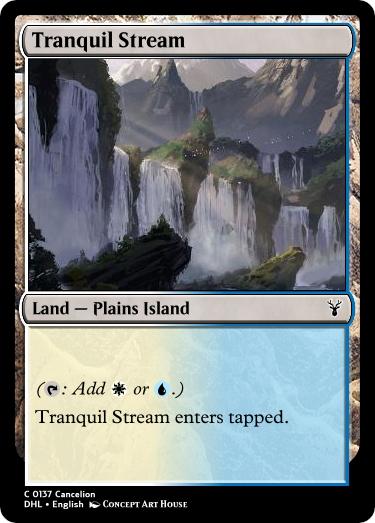 Tranquil Stream
Land — Plains Island
(: Add or .)
Tranquil Stream enters tapped.
C 0137 Cancelion
DHL • English Concept Art House